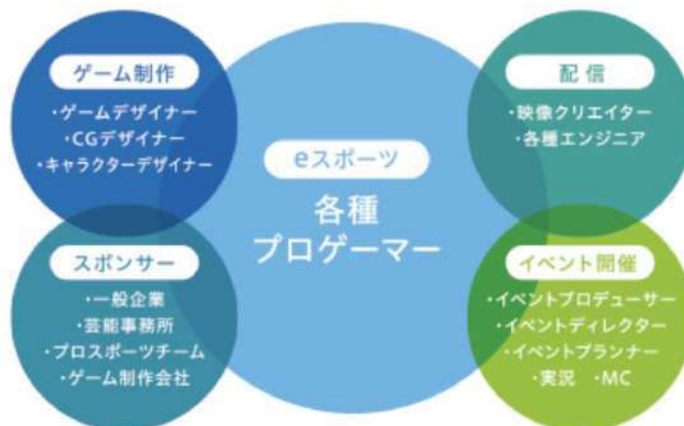 ゲーム制作
・ゲームデザイナー
・CGデザイナー
・キャラクターデザイナー
スポンサー
・一般企業
・芸能事務所
・プロスポーツチーム
・ゲーム制作会社
eスポーツ
各種
プロゲーマー
配信
・映像クリエイター
・各種エンジニア
イベント開催
・イベントプロデューサー
・イベントディレクター
・イベントプランナー
・実況 ・MC